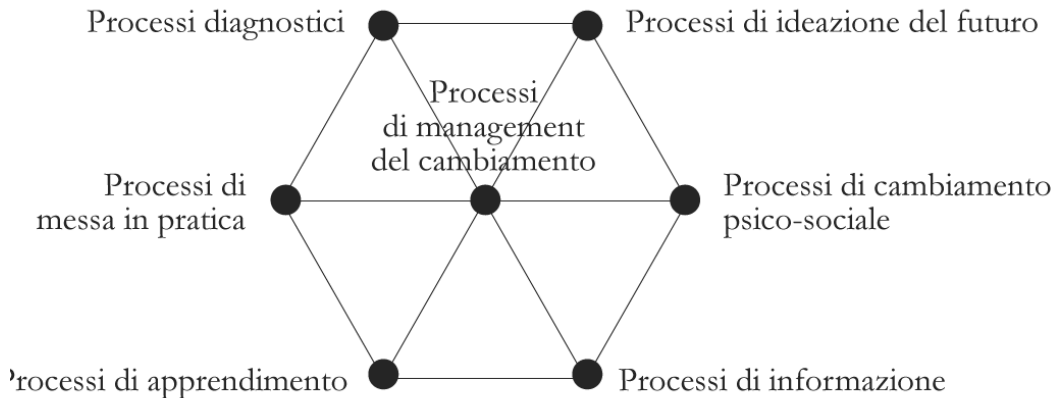 Processi diagnostici
Processi di ideazione del futuro
Processi
di management
del cambiamento
Processi di
messa in pratica
Processi di cambiamento
psico-sociale
Processi di apprendimento
Processi di informazione